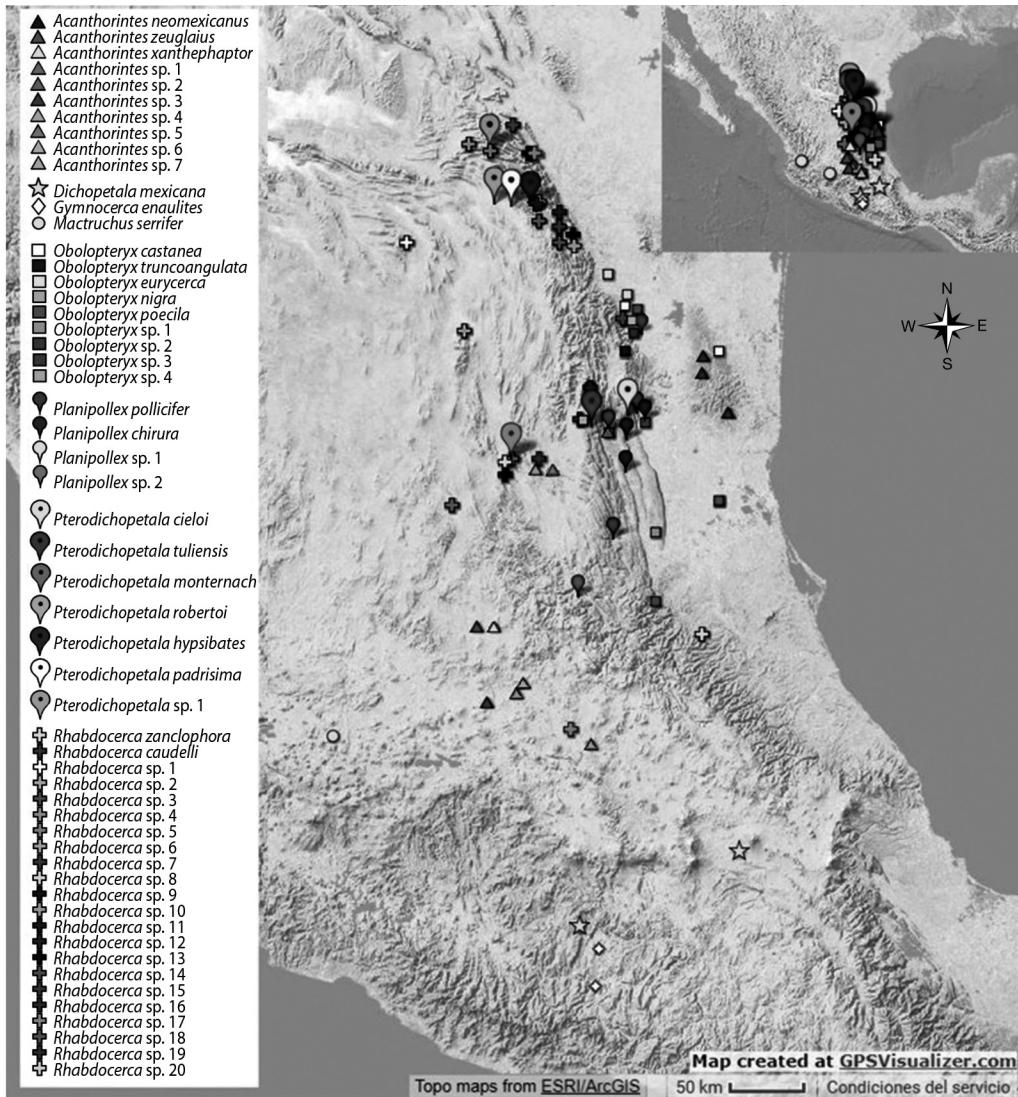 Acanthorintes neomexicanus
Acanthorintes zeuglaius
Acanthorintes xanthephaptor
Acanthorintes sp. 1
Acanthorintes sp. 2
Acanthorintes sp. 3
Acanthorintes sp. 4
Acanthorintes sp. 5
Acanthorintes sp. 6
Acanthorintes sp. 7
Dichopetala mexicana
Gymnocerca enaulites
Mactruchus serrifer
Obolopteryx castanea
Obolopteryx truncoangulata
Obolopteryx eurycerca
Obolopteryx nigra
Obolopteryx poecila
Obolopteryx sp. 1
Obolopteryx sp. 2
Obolopteryx sp. 3
Obolopteryx sp. 4
Planipollex pollicifer
Planipollex chirura
Planipollex sp. 1
Planipollex sp. 2
Pterodichopetala cieloi
Pterodichopetala tuliensis
Pterodichopetala monternach
Pterodichopetala robertoi
Pterodichopetala hypsibates
Pterodichopetala padrisima
Pterodichopetala sp. 1
Rhabdocerca zanclophora
Rhabdocerca caudelli
Rhabdocerca sp. 1
Rhabdocerca sp. 2
Rhabdocerca sp. 3
Rhabdocerca sp. 4
Rhabdocerca sp. 5
Rhabdocerca sp. 6
Rhabdocerca sp. 7
Rhabdocerca sp. 8
Rhabdocerca sp. 9
Rhabdocerca sp. 10
Rhabdocerca sp. 11
Rhabdocerca sp. 12
Rhabdocerca sp. 13
Rhabdocerca sp. 14
Rhabdocerca sp. 15
Rhabdocerca sp. 16
Rhabdocerca sp. 17
Rhabdocerca sp. 18
Rhabdocerca sp. 19
Rhabdocerca sp. 20
N
W E
S
Map created at GPSVisualizer.com
Topo maps from ESRI/ArcGIS 50 km Condiciones del servicio